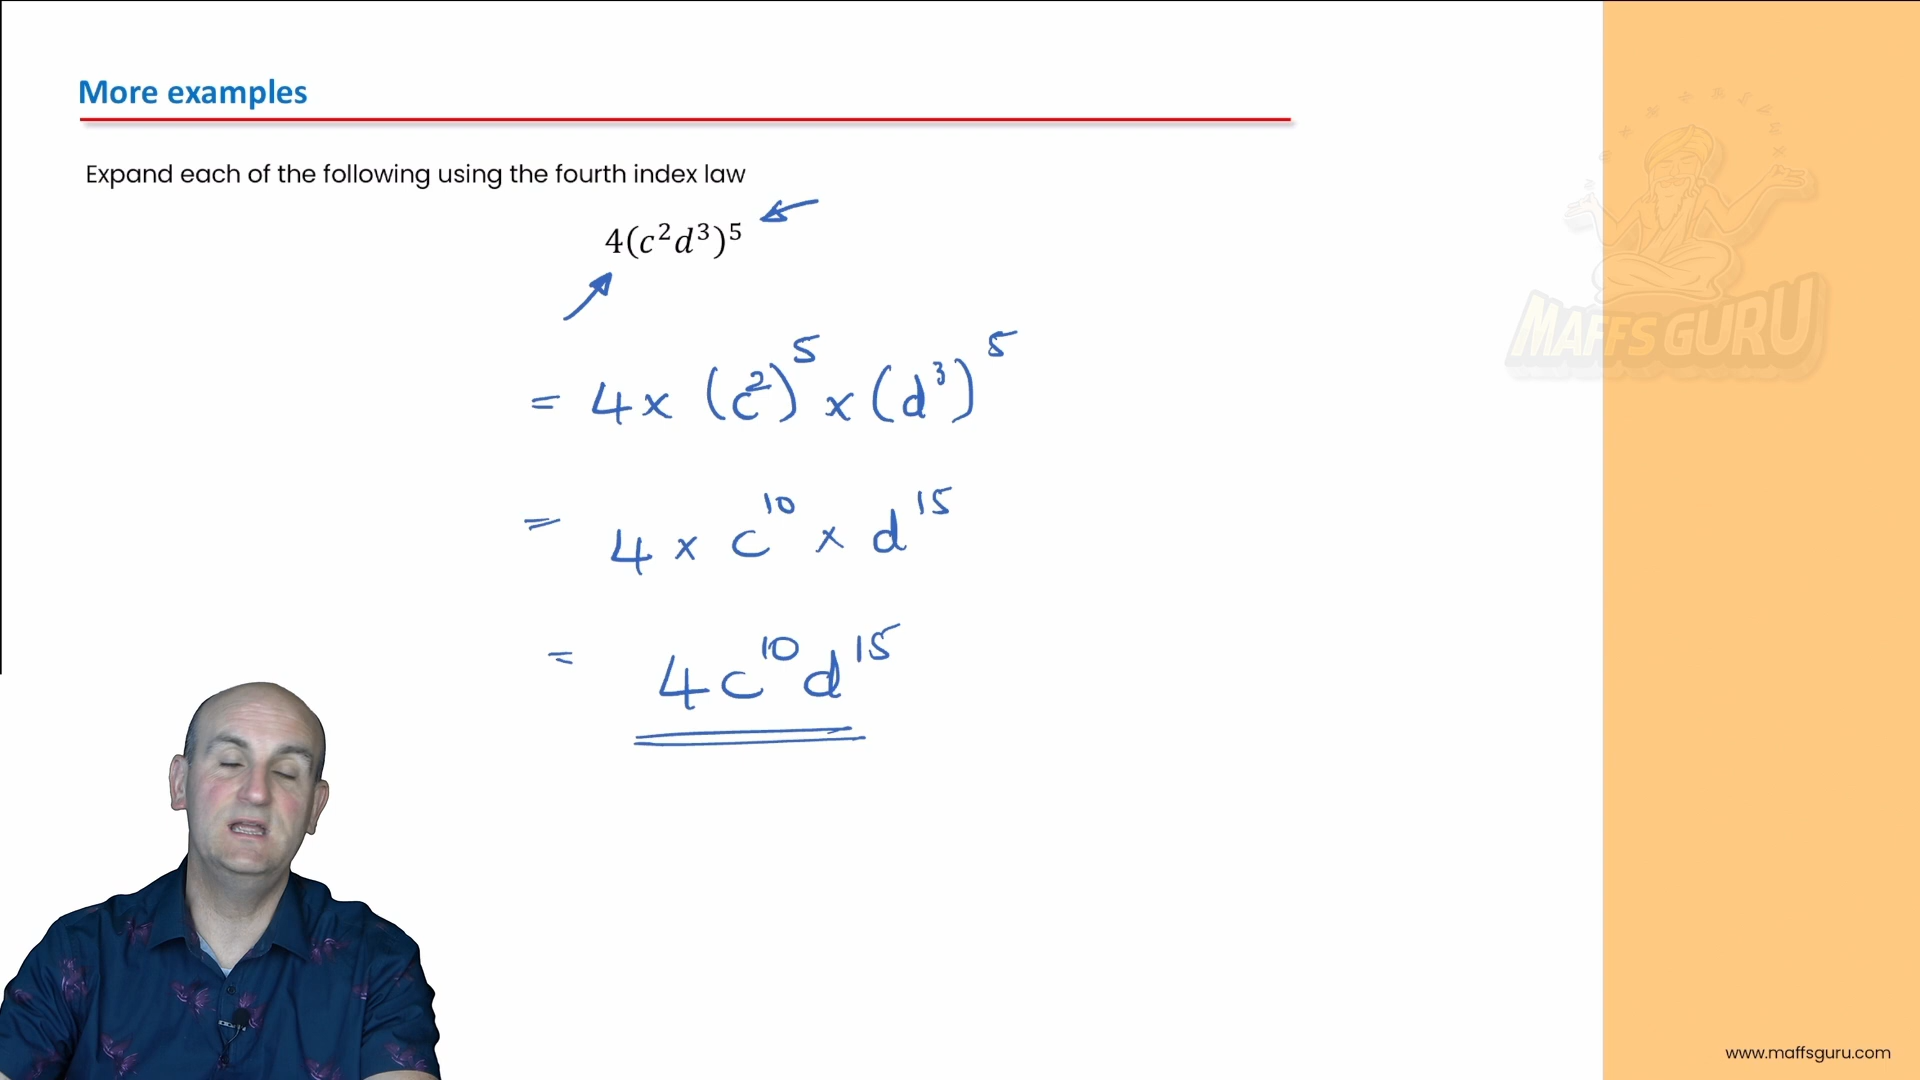 More examples
Expand each of the following using the fourth index law
4(c²d³)⁵
= 4 × (c²)⁵ × (d³)⁵
= 4 × c¹⁰ × d¹⁵
= 4c¹⁰d¹⁵
MAFFS GURU
www.maffsguru.com